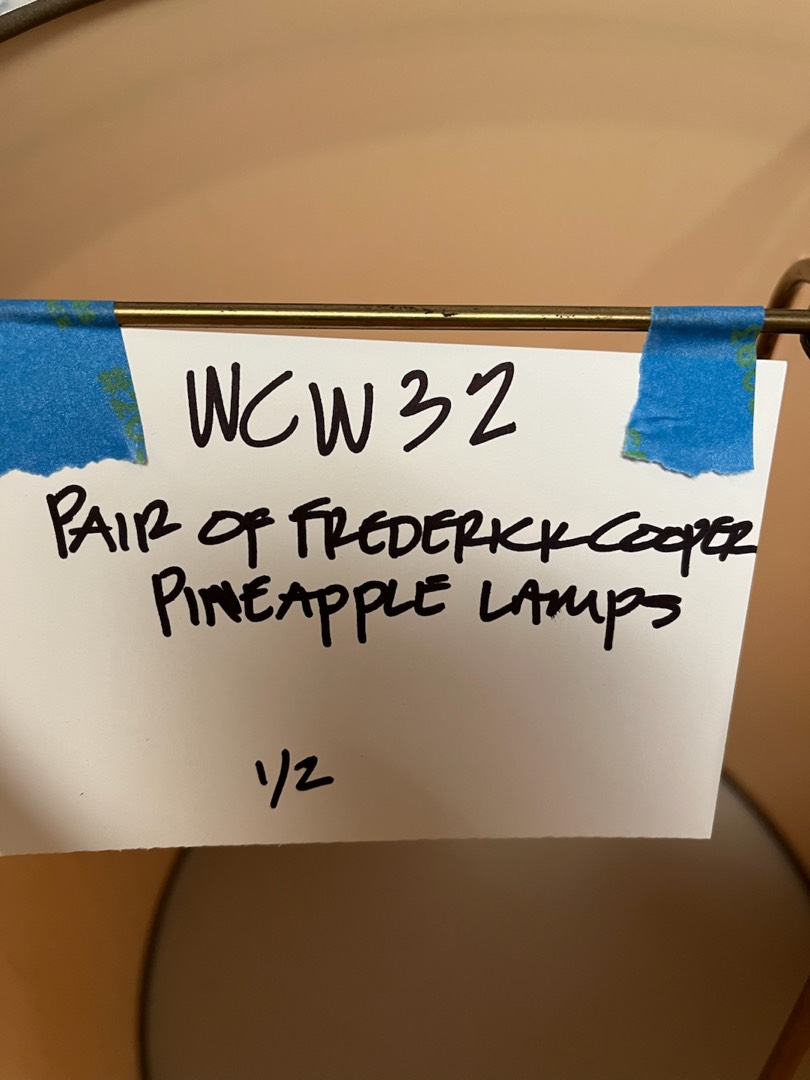 WCW32
PAIR OF FREDERICK COOPER
PINEAPPLE LAMPS
1/2